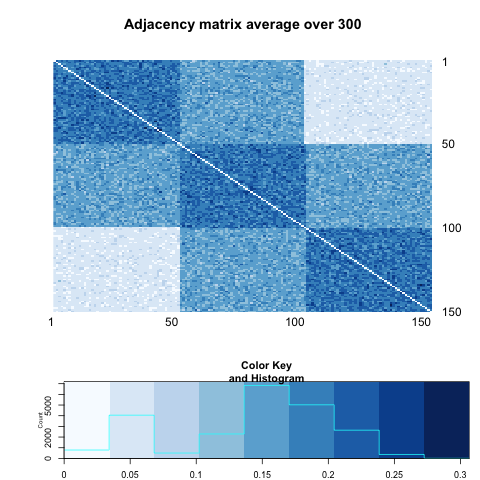 Adjacency matrix average over 300
1
50
100
150
1 50 100 150
Color Key
and Histogram
Count
5000
2000
0
0 0.05 0.1 0.15 0.2 0.25 0.3